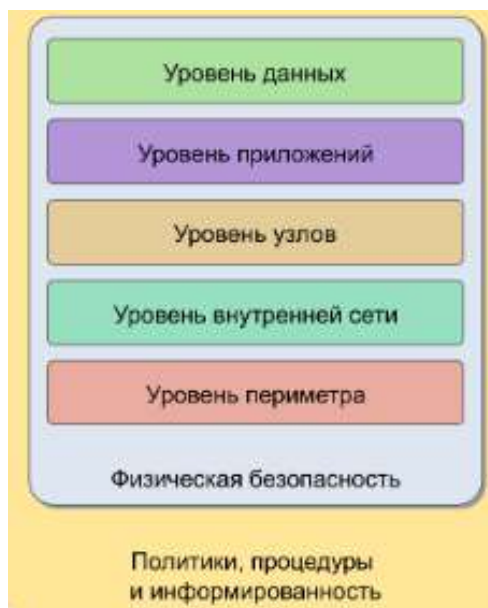 Уровень данных
Уровень приложений
Уровень узлов
Уровень внутренней сети
Уровень периметра
Физическая безопасность
Политики, процедуры
и информированность